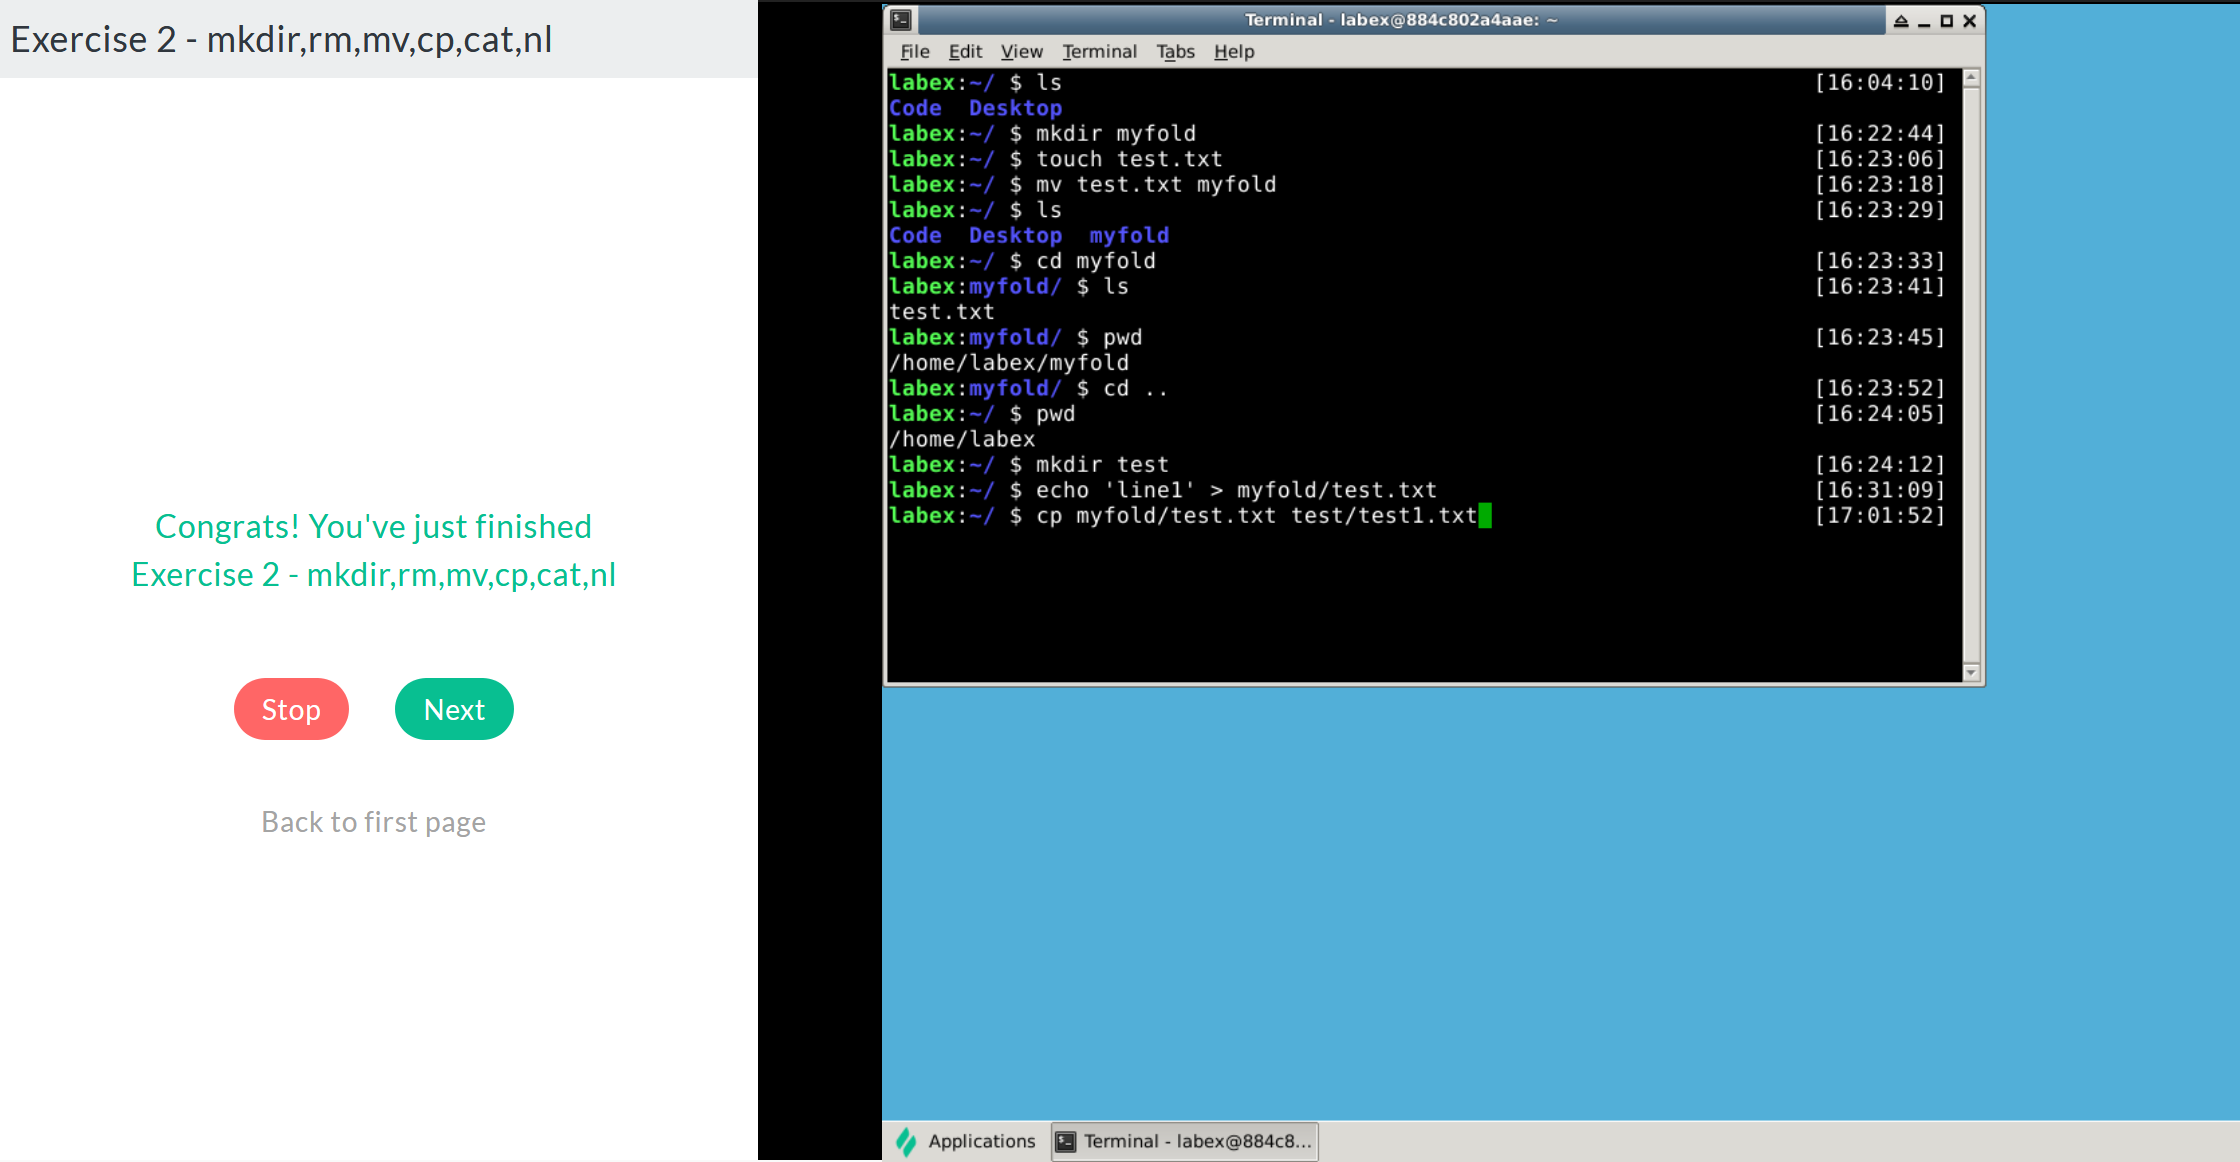 Exercise 2 - mkdir,rm,mv,cp,cat,nl
Congrats! You've just finished
Exercise 2 - mkdir,rm,mv,cp,cat,nl
Stop Next
Back to first page
Terminal - labex@884c802a4aae: ~
File Edit View Terminal Tabs Help
labex:~/ $ ls [16:04:10]
Code Desktop
labex:~/ $ mkdir myfold [16:22:44]
labex:~/ $ touch test.txt [16:23:06]
labex:~/ $ mv test.txt myfold [16:23:18]
labex:~/ $ ls [16:23:29]
Code Desktop myfold
labex:~/ $ cd myfold [16:23:33]
labex:myfold/ $ ls [16:23:41]
test.txt
labex:myfold/ $ pwd [16:23:45]
/home/labex/myfold
labex:myfold/ $ cd .. [16:23:52]
labex:~/ $ pwd [16:24:05]
/home/labex
labex:~/ $ mkdir test [16:24:12]
labex:~/ $ echo 'line1' > myfold/test.txt [16:31:09]
labex:~/ $ cp myfold/test.txt test/test1.txt [17:01:52]
Applications Terminal - labex@884c8...